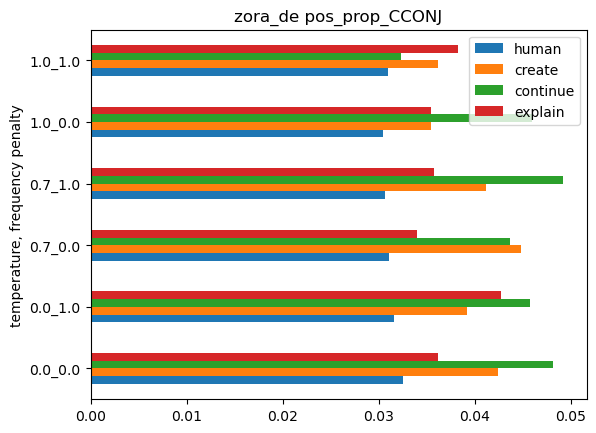 zora_de pos_prop_CCONJ
human
create
continue
explain
temperature, frequency penalty
1.0_1.0
1.0_0.0
0.7_1.0
0.7_0.0
0.0_1.0
0.0_0.0
0.00 0.01 0.02 0.03 0.04 0.05